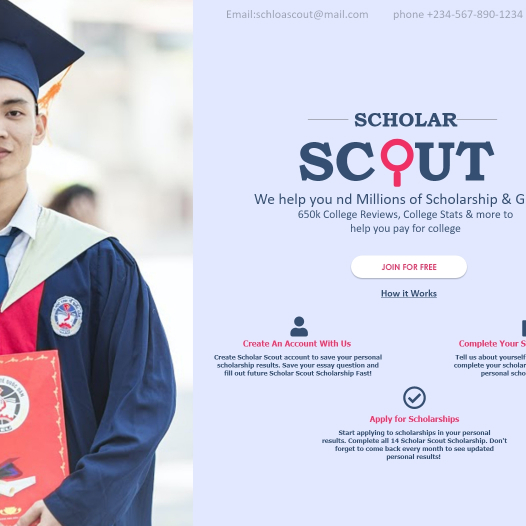 Email:schloascout@mail.com phone +234-567-890-1234
SCHOLAR
SCOUT
We help you nd Millions of Scholarship & G
650k College Reviews, College Stats & more to
help you pay for college
JOIN FOR FREE
How it Works
Create An Account With Us
Create Scholar Scout account to save your personal
scholarship results. Save your essay question and
fill out future Scholar Scout Scholarship Fast!
Complete Your S
Tell us about yourself
complete your scholar
personal scho
Apply for Scholarships
Start applying to scholarships in your personal
results. Complete all 14 Scholar Scout Scholarship. Don't
forget to come back every month to see updated
personal results!